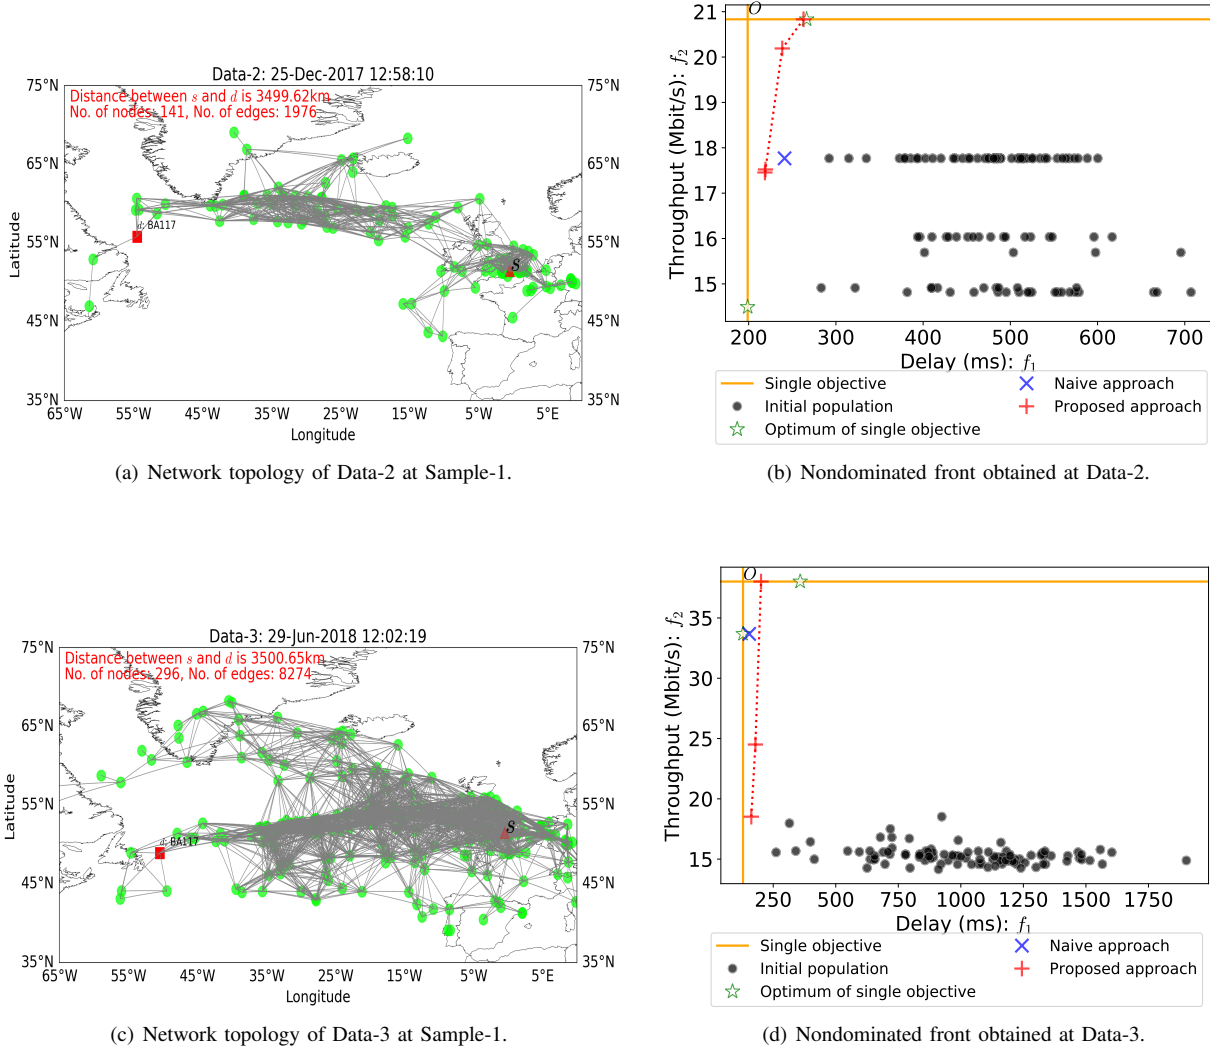 Data-2: 25-Dec-2017 12:58:10
75°N
75°N
Distance between s and d is 3499.62km
No. of nodes: 141, No. of edges: 1976
65°N
65°N
d: BA117
55°N
55°N
Latitude
s
45°N
45°N
35°N
35°N
65°W 55°W 45°W 35°W 25°W 15°W 5°W 5°E
Longitude
(a) Network topology of Data-2 at Sample-1.
O
21
20
19
18
17
16
15
Throughput (Mbit/s): f2
200 300 400 500 600 700
Delay (ms): f1
Single objective
Initial population
Optimum of single objective
Naive approach
Proposed approach
(b) Nondominated front obtained at Data-2.
Data-3: 29-Jun-2018 12:02:19
75°N
75°N
Distance between s and d is 3500.65km
No. of nodes: 296, No. of edges: 8274
65°N
65°N
55°N
55°N
Latitude
s
d: BA117
45°N
45°N
35°N
35°N
65°W 55°W 45°W 35°W 25°W 15°W 5°W 5°E
Longitude
(c) Network topology of Data-3 at Sample-1.
O
35
30
25
20
15
Throughput (Mbit/s): f2
250 500 750 1000 1250 1500 1750
Delay (ms): f1
Single objective
Initial population
Optimum of single objective
Naive approach
Proposed approach
(d) Nondominated front obtained at Data-3.